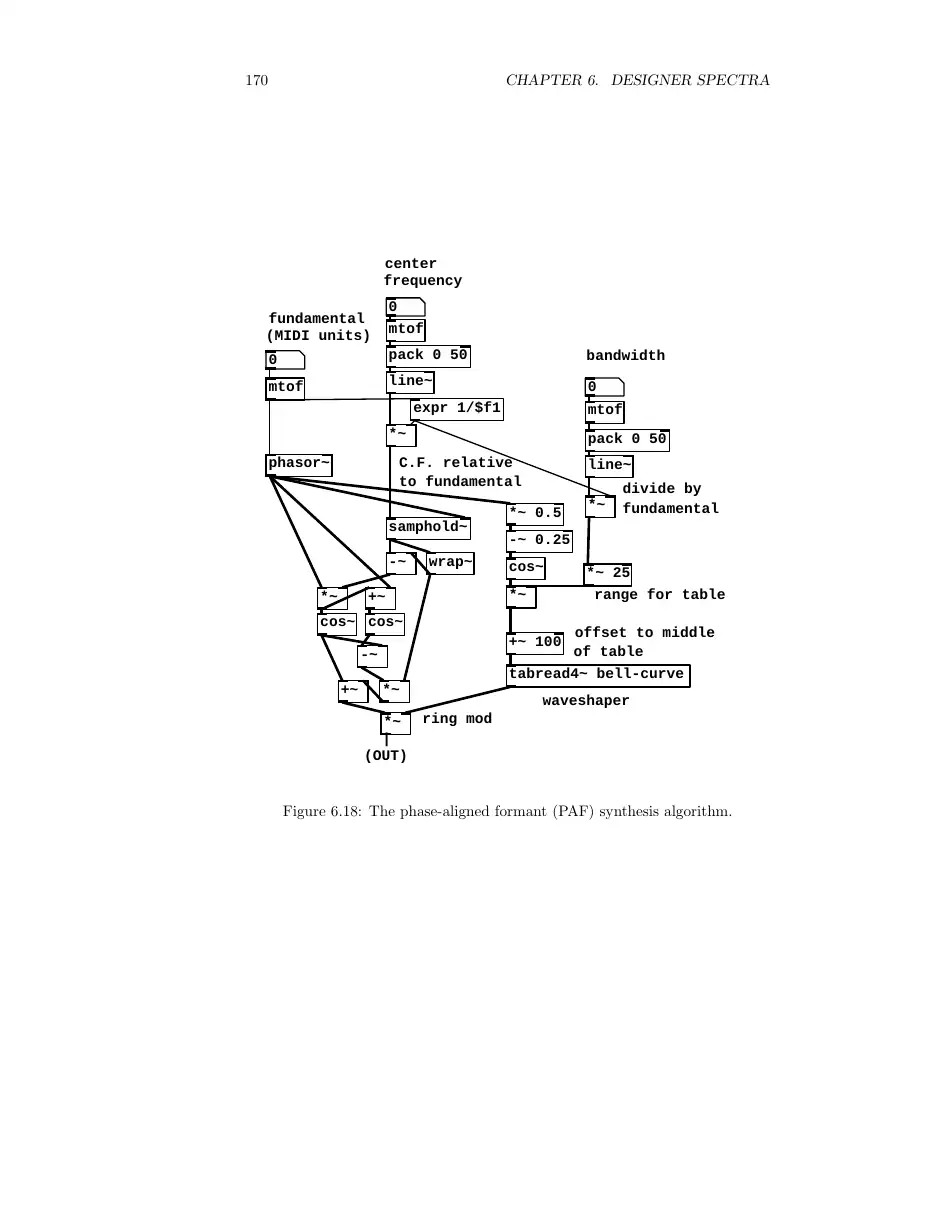 170 CHAPTER 6. DESIGNER SPECTRA
center
frequency
0
fundamental
(MIDI units)
mtof
0
pack 0 50
bandwidth
mtof
line~
0
expr 1/$f1
mtof
*~
pack 0 50
phasor~
C.F. relative
to fundamental
line~
divide by
fundamental
*~
*~ 0.5
samphold~
-~ 0.25
-~
wrap~
cos~
*~ 25
range for table
*~
+~
*~
cos~
cos~
+~ 100
offset to middle
of table
-~
tabread4~ bell-curve
+~
*~
waveshaper
*~
ring mod
(OUT)
Figure 6.18: The phase-aligned formant (PAF) synthesis algorithm.